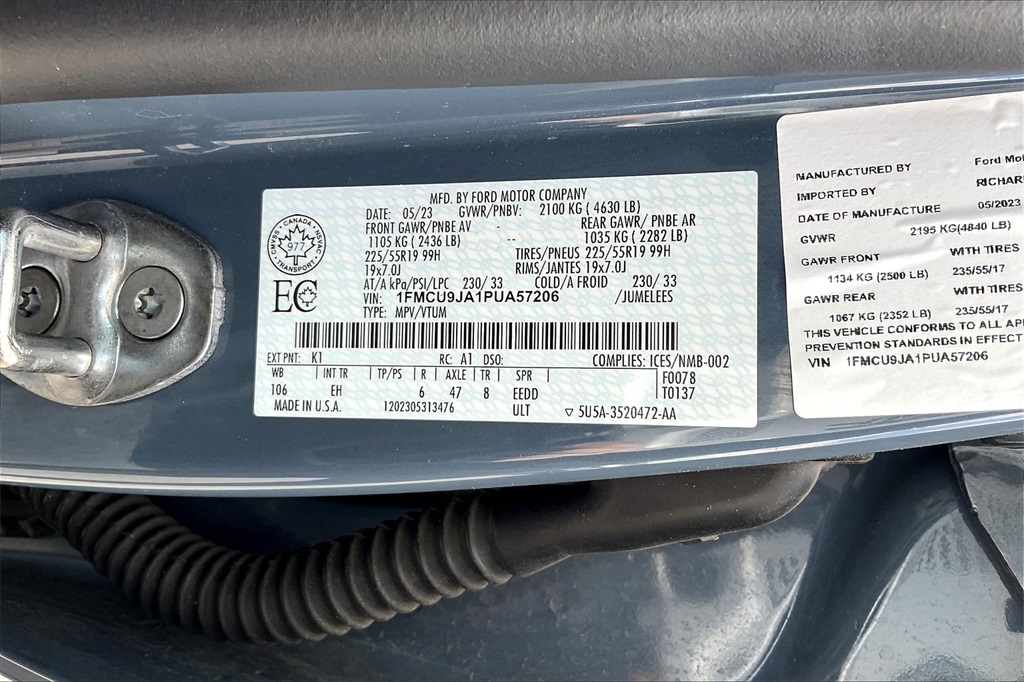 MFD. BY FORD MOTOR COMPANY
DATE: 05/23 GVWR/PNBV: 2100 KG ( 4630 LB)
FRONT GAWR/PNBE AV - REAR GAWR/ PNBE AR
1105 KG ( 2436 LB) -- 1035 KG ( 2282 LB)
225/55R19 99H TIRES/PNEUS 225/55R19 99H
19x7.0J RIMS/JANTES 19x7.0J
AT/A kPa/PSI/LPC 230/ 33 COLD/A FROID 230/ 33
VIN: 1FMCU9JA1PUA57206 /JUMELEES
TYPE: MPV/VTUM
CANADA
977
TRANSPORT
EC
EXT PNT: K1 RC: A1 DSO: COMPLIES: ICES/NMB-002
WB INT TR TP/PS R AXLE TR SPR F0078
106 EH 6 47 8 EEDD T0137
MADE IN U.S.A. 1202305313476 ULT ▽ 5U5A-3520472-AA
MANUFACTURED BY Ford Mo
IMPORTED BY RICHAR
DATE OF MANUFACTURE 05/2023
GVWR 2195 KG(4840 LB)
GAWR FRONT WITH TIRES
1134 KG (2500 LB) 235/55/17
GAWR REAR WITH TIRES
1067 KG (2352 LB) 235/55/17
THIS VEHICLE CONFORMS TO ALL AP
PREVENTION STANDARDS IN EFFECT
VIN 1FMCU9JA1PUA57206